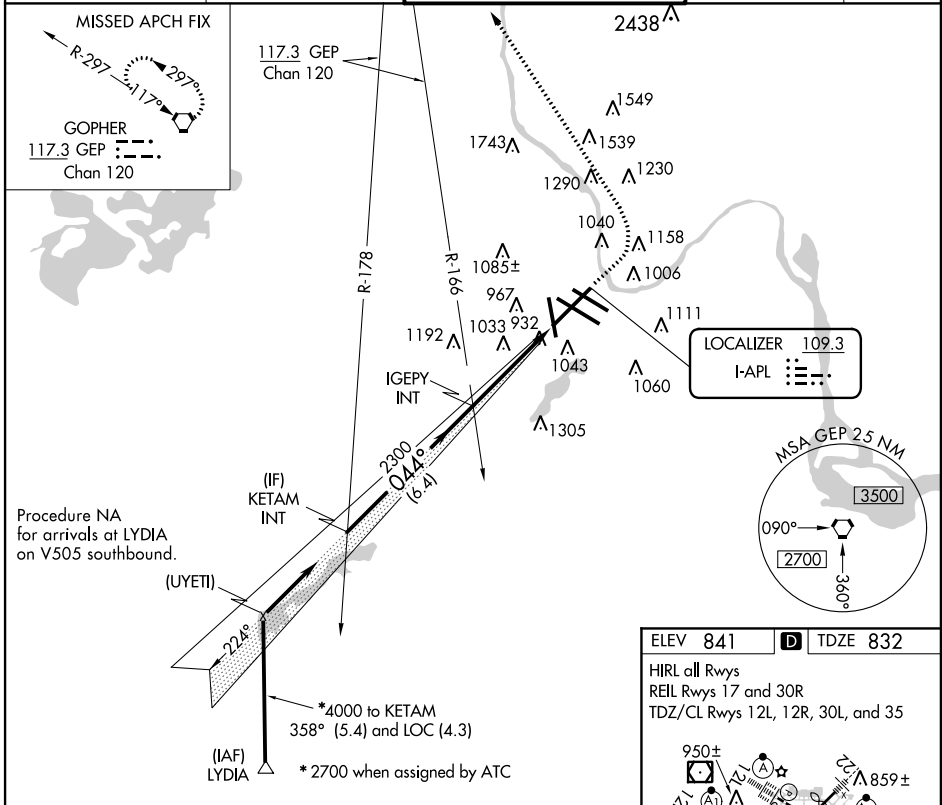 MISSED APCH FIX
R-297
297°
117°
GOPHER
117.3 GEP
Chan 120
117.3 GEP
Chan 120
2438
1549
1743
1539
1290
1230
1040
1158
1085±
1006
R-178
R-166
967
1192
1033
932
1111
1043
1060
LOCALIZER 109.3
I-APL
IGEPY
INT
1305
2300
044°
(6.4)
(IF)
KETAM
INT
MSA GEP 25 NM
3500
090°
2700
360°
Procedure NA
for arrivals at LYDIA
on V505 southbound.
(UYETI)
224°
*4000 to KETAM
358° (5.4) and LOC (4.3)
(IAF)
LYDIA
* 2700 when assigned by ATC
ELEV 841 D TDZE 832
HIRL all Rwys
REIL Rwys 17 and 30R
TDZ/CL Rwys 12L, 12R, 30L, and 35
950±
A
22
859±
12L
P
A1